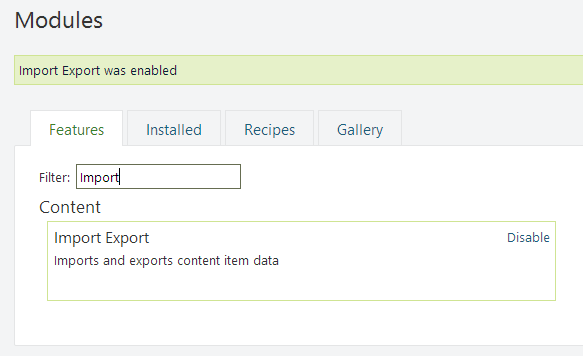 Modules
Import Export was enabled
Features Installed Recipes Gallery
Filter: Import
Content
Import Export Disable
Imports and exports content item data